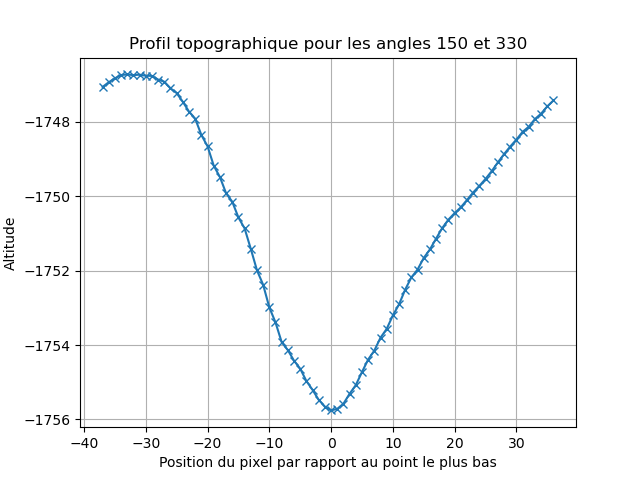 Profil topographique pour les angles 150 et 330
Altitude
−1748
−1750
−1752
−1754
−1756
−40 −30 −20 −10 0 10 20 30
Position du pixel par rapport au point le plus bas